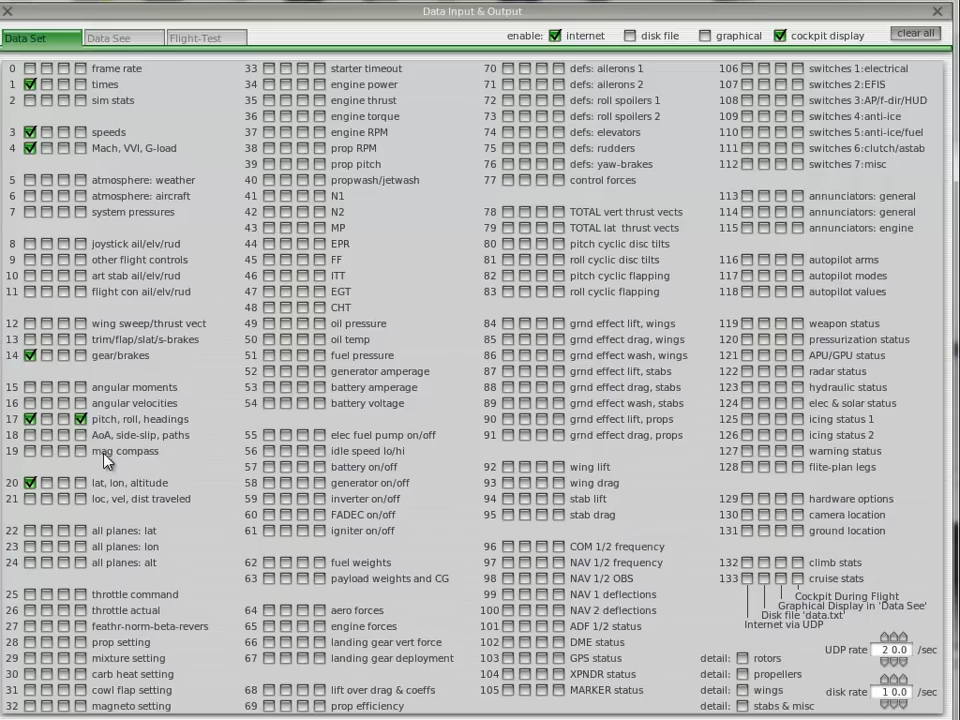 Data Input & Output
Data Set
Data See
Flight-Test
enable: internet disk file graphical cockpit display clear all
0 frame rate
1 times
2 sim stats
3 speeds
4 Mach, VVI, G-load
5 atmosphere: weather
6 atmosphere: aircraft
7 system pressures
8 joystick ail/elv/rud
9 other flight controls
10 art stab ail/elv/rud
11 flight con ail/elv/rud
12 wing sweep/thrust vect
13 trim/flap/slat/s-brakes
14 gear/brakes
15 angular moments
16 angular velocities
17 pitch, roll, headings
18 AoA, side-slip, paths
19 mag compass
20 lat, lon, altitude
21 loc, vel, dist traveled
22 all planes: lat
23 all planes: lon
24 all planes: alt
25 throttle command
26 throttle actual
27 feathr-norm-beta-revers
28 prop setting
29 mixture setting
30 carb heat setting
31 cowl flap setting
32 magneto setting
33 starter timeout
34 engine power
35 engine thrust
36 engine torque
37 engine RPM
38 prop RPM
39 prop pitch
40 propwash/jetwash
41 N1
42 N2
43 MP
44 EPR
45 FF
46 ITT
47 EGT
48 CHT
49 oil pressure
50 oil temp
51 fuel pressure
52 generator amperage
53 battery amperage
54 battery voltage
55 elec fuel pump on/off
56 idle speed lo/hi
57 battery on/off
58 generator on/off
59 inverter on/off
60 FADEC on/off
61 igniter on/off
62 fuel weights
63 payload weights and CG
64 aero forces
65 engine forces
66 landing gear vert force
67 landing gear deployment
68 lift over drag & coeffs
69 prop efficiency
70 defs: ailerons 1
71 defs: ailerons 2
72 defs: roll spoilers 1
73 defs: roll spoilers 2
74 defs: elevators
75 defs: rudders
76 defs: yaw-brakes
77 control forces
78 TOTAL vert thrust vects
79 TOTAL lat thrust vects
80 pitch cyclic disc tilts
81 roll cyclic disc tilts
82 pitch cyclic flapping
83 roll cyclic flapping
84 grnd effect lift, wings
85 grnd effect drag, wings
86 grnd effect wash, wings
87 grnd effect lift, stabs
88 grnd effect drag, stabs
89 grnd effect wash, stabs
90 grnd effect lift, props
91 grnd effect drag, props
92 wing lift
93 wing drag
94 stab lift
95 stab drag
96 COM 1/2 frequency
97 NAV 1/2 frequency
98 NAV 1/2 OBS
99 NAV 1 deflections
100 NAV 2 deflections
101 ADF 1/2 status
102 DME status
103 GPS status
104 XPNDR status
105 MARKER status
106 switches 1:electrical
107 switches 2:EFIS
108 switches 3:AP/f-dir/HUD
109 switches 4:anti-ice
110 switches 5:anti-ice/fuel
111 switches 6:clutch/astab
112 switches 7:misc
113 annunciators: general
114 annunciators: general
115 annunciators: engine
116 autopilot arms
117 autopilot modes
118 autopilot values
119 weapon status
120 pressurization status
121 APU/GPU status
122 radar status
123 hydraulic status
124 elec & solar status
125 icing status 1
126 icing status 2
127 warning status
128 flite-plan legs
129 hardware options
130 camera location
131 ground location
132 climb stats
133 cruise stats
Cockpit During Flight
Graphical Display in 'Data See'
Disk file 'data.txt'
Internet via UDP
UDP rate 2 0.0 /sec
detail: rotors
detail: propellers
detail: wings
detail: stabs & misc
disk rate 1 0.0 /sec